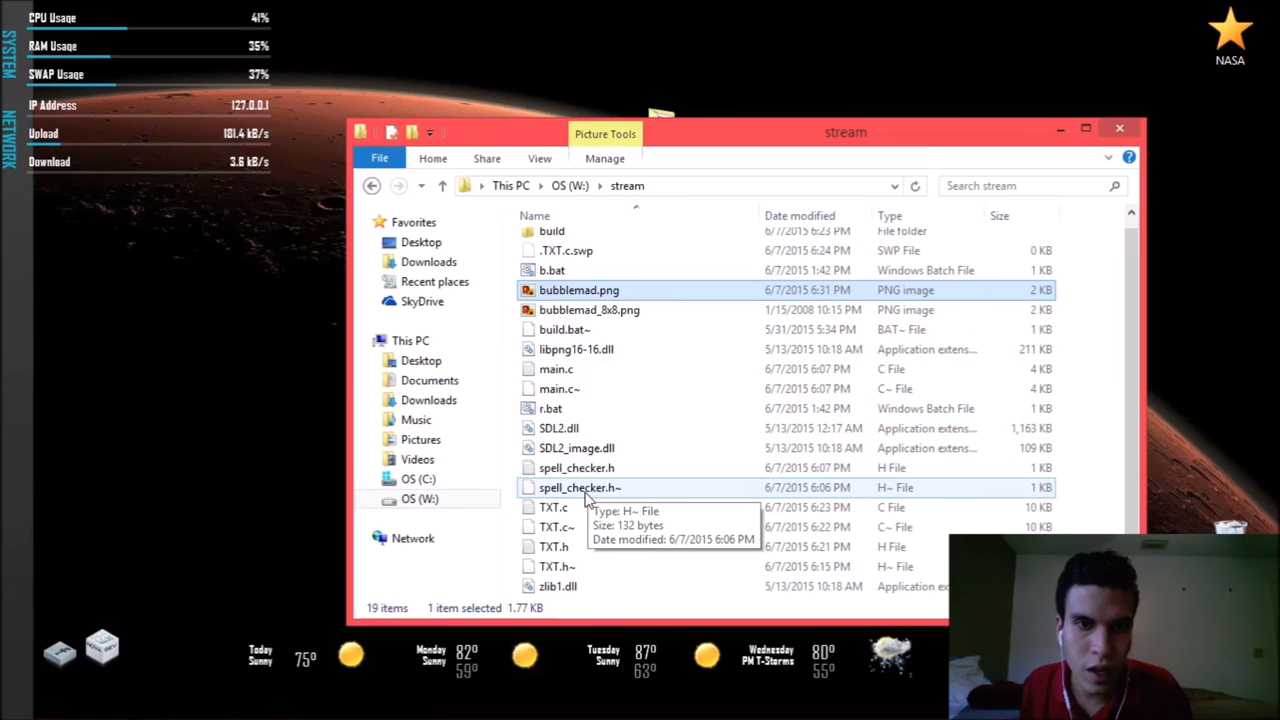 CPU Usage 41%
RAM Usage 35%
SWAP Usage 37%
IP Address 127.0.0.1
Upload 181.4 kB/s
Download 3.6 kB/s
SYSTEM
NETWORK
NASA
Picture Tools
stream
File Home Share View Manage
This PC OS (W:) stream
Search stream
Name Date modified Type Size
build 6/7/2015 6:23 PM File folder
.TXT.c.swp 6/7/2015 6:24 PM SWP File 0 KB
b.bat 6/7/2015 1:42 PM Windows Batch File 1 KB
bubblemad.png 6/7/2015 6:31 PM PNG image 2 KB
bubblemad_8x8.png 1/15/2008 10:15 PM PNG image 2 KB
build.bat~ 5/31/2015 5:34 PM BAT~ File 1 KB
libpng16-16.dll 5/13/2015 10:18 AM Application extens... 211 KB
main.c 6/7/2015 6:07 PM C File 4 KB
main.c~ 6/7/2015 6:07 PM C~ File 4 KB
r.bat 6/7/2015 1:42 PM Windows Batch File 1 KB
SDL2.dll 5/13/2015 12:17 AM Application extens... 1,163 KB
SDL2_image.dll 5/13/2015 10:18 AM Application extens... 109 KB
spell_checker.h 6/7/2015 6:07 PM H File 1 KB
spell_checker.h~ 6/7/2015 6:06 PM H~ File 1 KB
TXT.c 6/7/2015 6:23 PM C File 10 KB
TXT.c~ 6/7/2015 6:22 PM C~ File 10 KB
TXT.h 6/7/2015 6:21 PM H File 1 KB
TXT.h~ H~ File 1 KB
zlib1.dll 5/13/2015 10:18 AM Application extens...
Type: H~ File
Size: 132 bytes
Date modified: 6/7/2015 6:06 PM
Favorites
Desktop
Downloads
Recent places
SkyDrive
This PC
Desktop
Documents
Downloads
Music
Pictures
Videos
OS (C:)
OS (W:)
Network
19 items 1 item selected 1.77 KB
Today
Sunny
75°
Monday
Sunny
82°
59°
Tuesday
Sunny
87°
63°
Wednesday
PM T-Storms
80°
55°